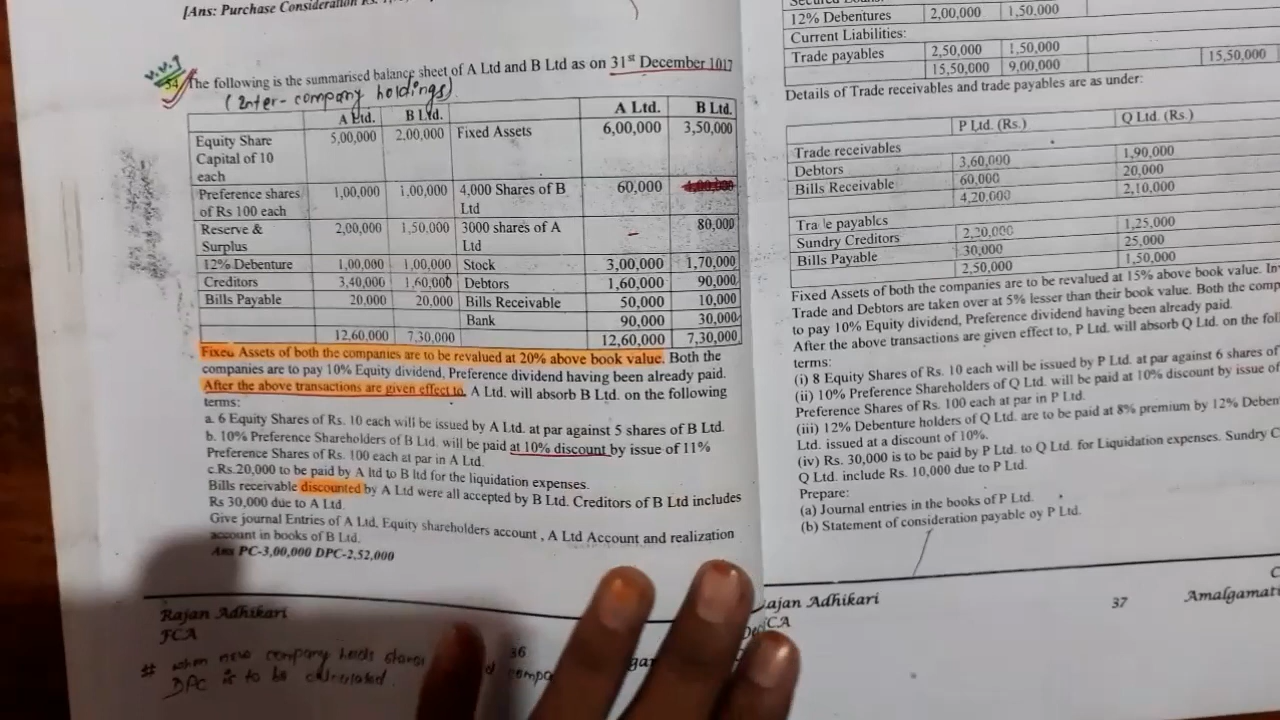 [Ans: Purchase Consideration Rs.
V.V.I
34. The following is the summarised balance sheet of A Ltd and B Ltd as on 31st December 1017
(Inter-company holdings).
A Ltd. B Ltd. A Ltd. B Ltd.
Equity Share Capital of 10 each 5,00,000 2,00,000 Fixed Assets 6,00,000 3,50,000
Preference shares of Rs 100 each 1,00,000 1,00,000 4,000 Shares of B Ltd 60,000
Reserve & Surplus 2,00,000 1,50,000 3000 shares of A Ltd - 80,000
12% Debenture 1,00,000 1,00,000 Stock 3,00,000 1,70,000
Creditors 3,40,000 1,60,000 Debtors 1,60,000 90,000
Bills Payable 20,000 20,000 Bills Receivable 50,000 10,000
Bank 90,000 30,000
12,60,000 7,30,000 12,60,000 7,30,000
Fixed Assets of both the companies are to be revalued at 20% above book value. Both the
companies are to pay 10% Equity dividend, Preference dividend having been already paid.
After the above transactions are given effect to, A Ltd. will absorb B Ltd. on the following
terms:
a. 6 Equity Shares of Rs. 10 each will be issued by A Ltd. at par against 5 shares of B Ltd.
b. 10% Preference Shareholders of B Ltd. will be paid at 10% discount by issue of 11%
Preference Shares of Rs. 100 each at par in A Ltd.
c.Rs.20,000 to be paid by A ltd to B ltd for the liquidation expenses.
Bills receivable discounted by A Ltd were all accepted by B Ltd. Creditors of B Ltd includes
Rs 30,000 due to A Ltd.
Give journal Entries of A Ltd, Equity shareholders account , A Ltd Account and realization
account in books of B Ltd.
Ans PC-3,00,000 DPC-2,52,000
Rajan Adhikari
FCA
36
# when new company holds shares
DPC is to be calculated.
12% Debentures 2,00,000 1,50,000
Current Liabilities:
Trade payables 2,50,000 1,50,000
15,50,000 9,00,000 15,50,000
Details of Trade receivables and trade payables are as under:
P Ltd. (Rs.) Q Ltd. (Rs.)
Trade receivables
Debtors 3,60,000 1,90,000
Bills Receivable 60,000 20,000
4,20,000 2,10,000
Trade payables
Sundry Creditors 2,20,000 1,25,000
Bills Payable 30,000 25,000
2,50,000 1,50,000
Fixed Assets of both the companies are to be revalued at 15% above book value.
Trade and Debtors are taken over at 5% lesser than their book value. Both the comp
to pay 10% Equity dividend, Preference dividend having been already paid.
After the above transactions are given effect to, P Ltd. will absorb Q Ltd. on the fol
terms:
(i) 8 Equity Shares of Rs. 10 each will be issued by P Ltd. at par against 6 shares of
(ii) 10% Preference Shareholders of Q Ltd. will be paid at 10% discount by issue of
Preference Shares of Rs. 100 each at par in P Ltd.
(iii) 12% Debenture holders of Q Ltd. are to be paid at 8% premium by 12% Deben
Ltd. issued at a discount of 10%.
(iv) Rs. 30,000 is to be paid by P Ltd. to Q Ltd. for Liquidation expenses. Sundry C
Q Ltd. include Rs. 10,000 due to P Ltd.
Prepare:
(a) Journal entries in the books of P Ltd.
(b) Statement of consideration payable oy P Ltd.
Rajan Adhikari 37 Amalgamat